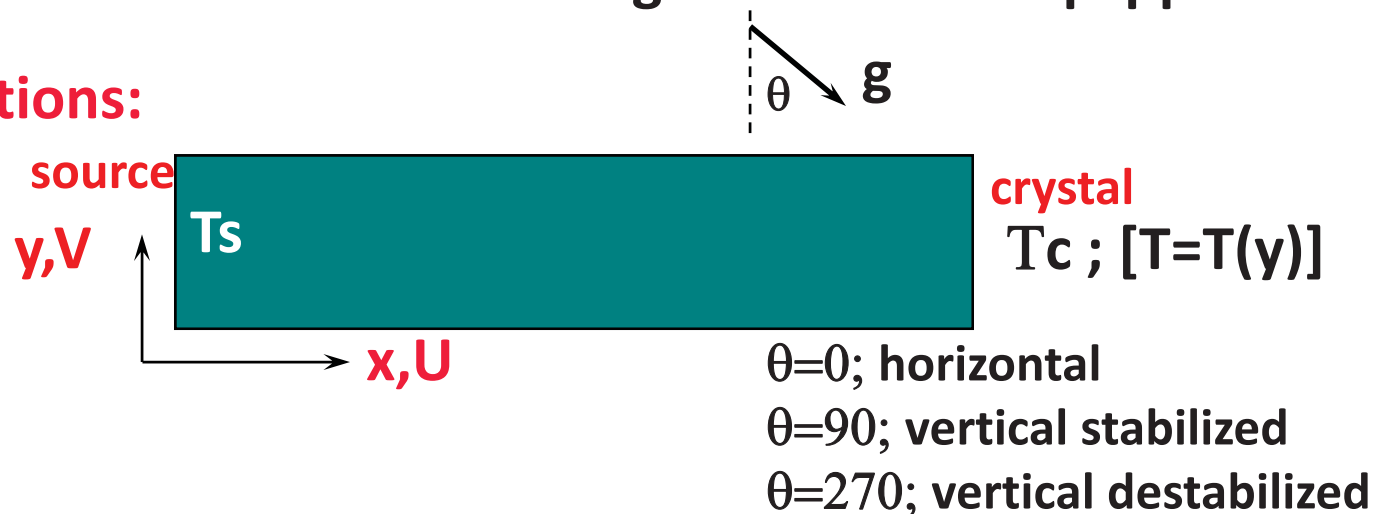 θ
g
tions:
source
crystal
Ts
y,V
Tc ; [T=T(y)]
x,U
θ=0; horizontal
θ=90; vertical stabilized
θ=270; vertical destabilized